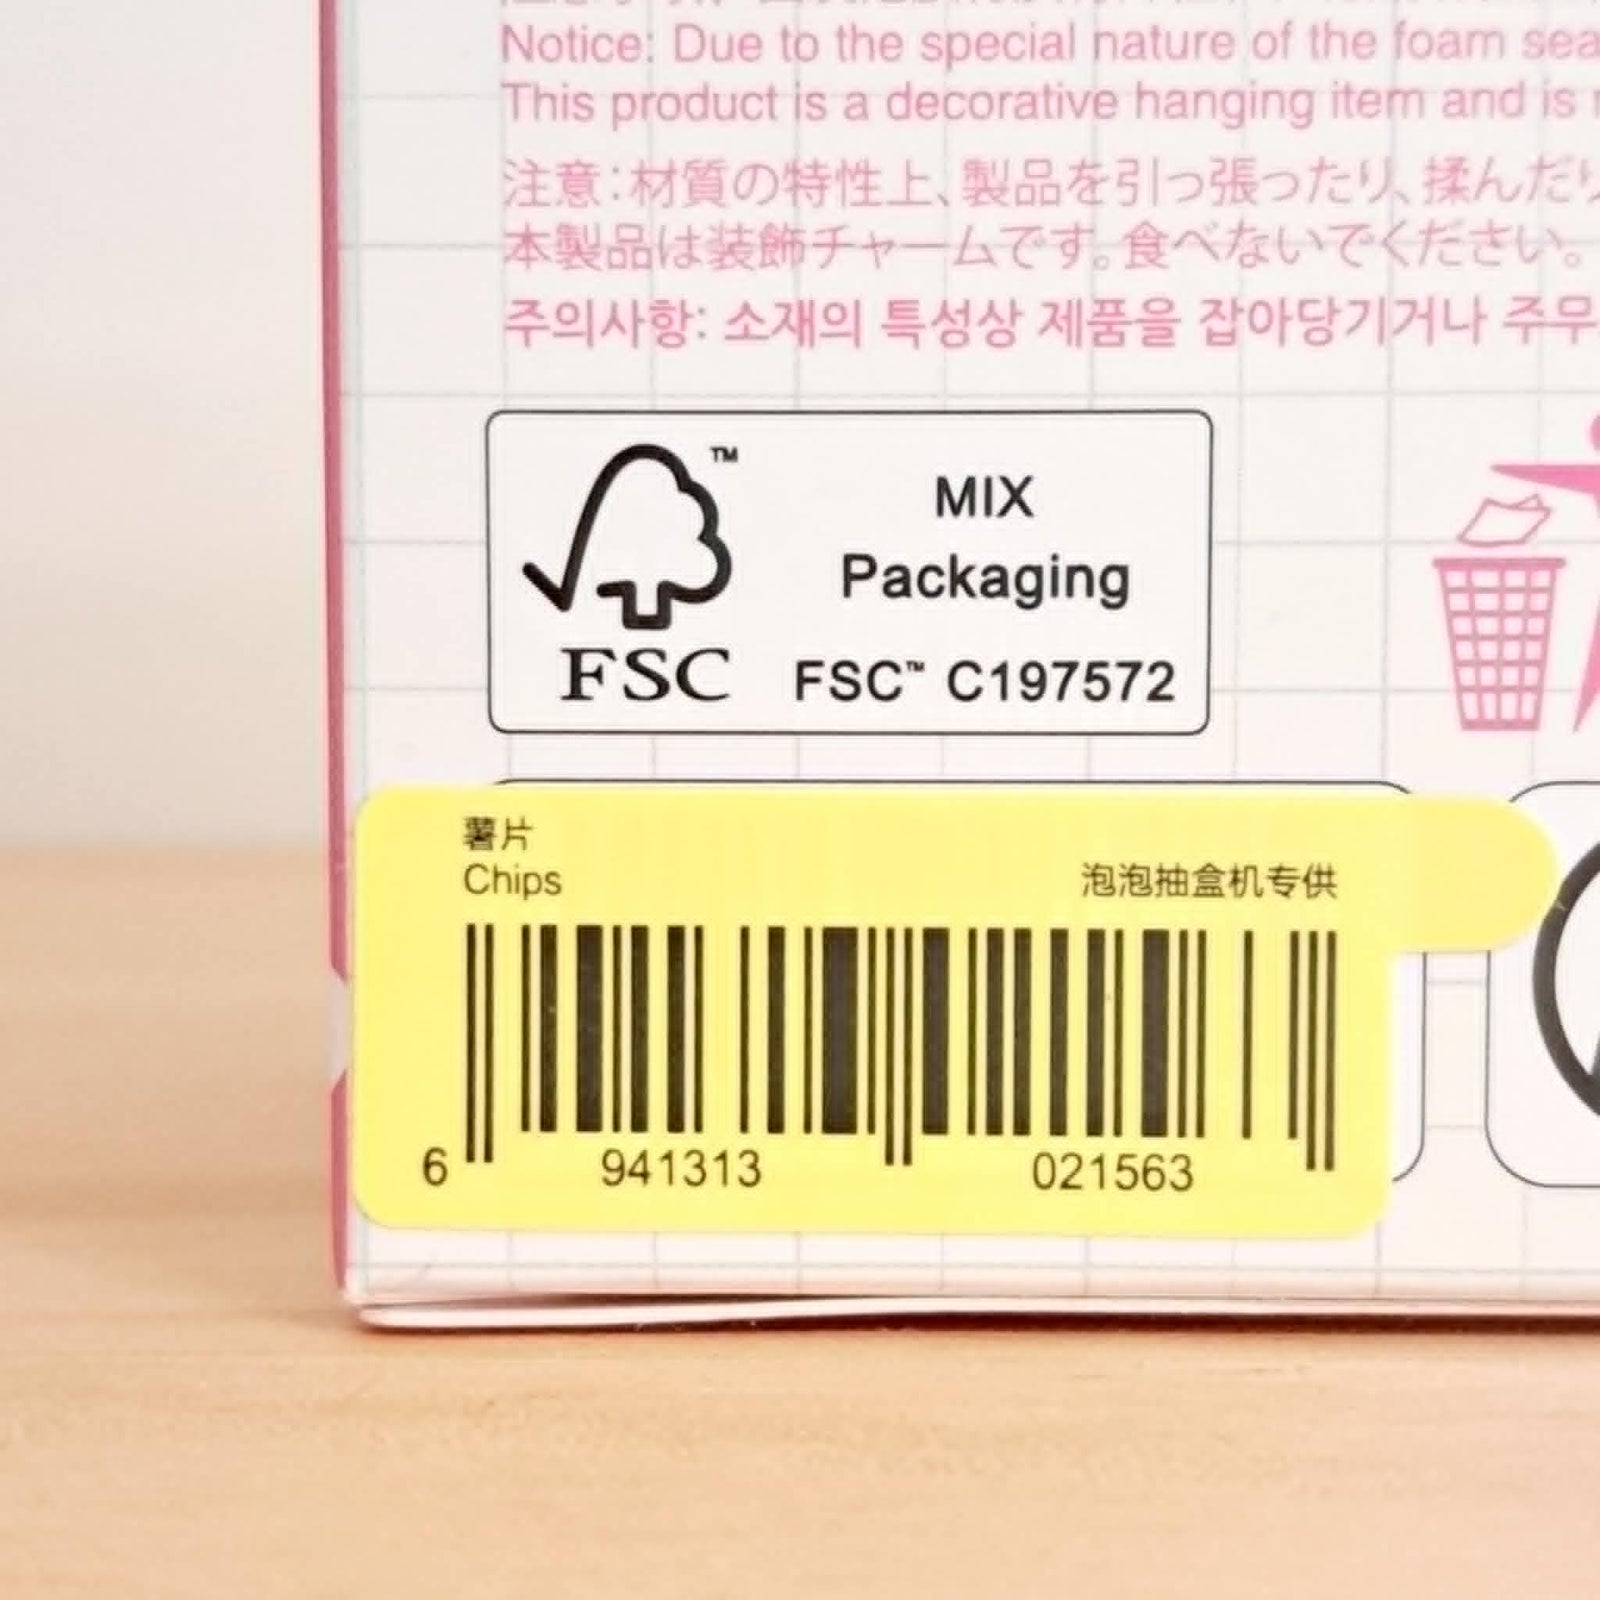 Notice: Due to the special nature of the foam
This product is a decorative hanging item and is
注意:材質の特性上、製品を引っ張ったり、揉んだり
本製品は装飾チャームです。食べないでください。
주의사항: 소재의 특성상 제품을 잡아당기거나 주무
TM
MIX
Packaging
FSC
FSC™ C197572
薯片
Chips
泡泡抽盒机专供
6 941313 021563